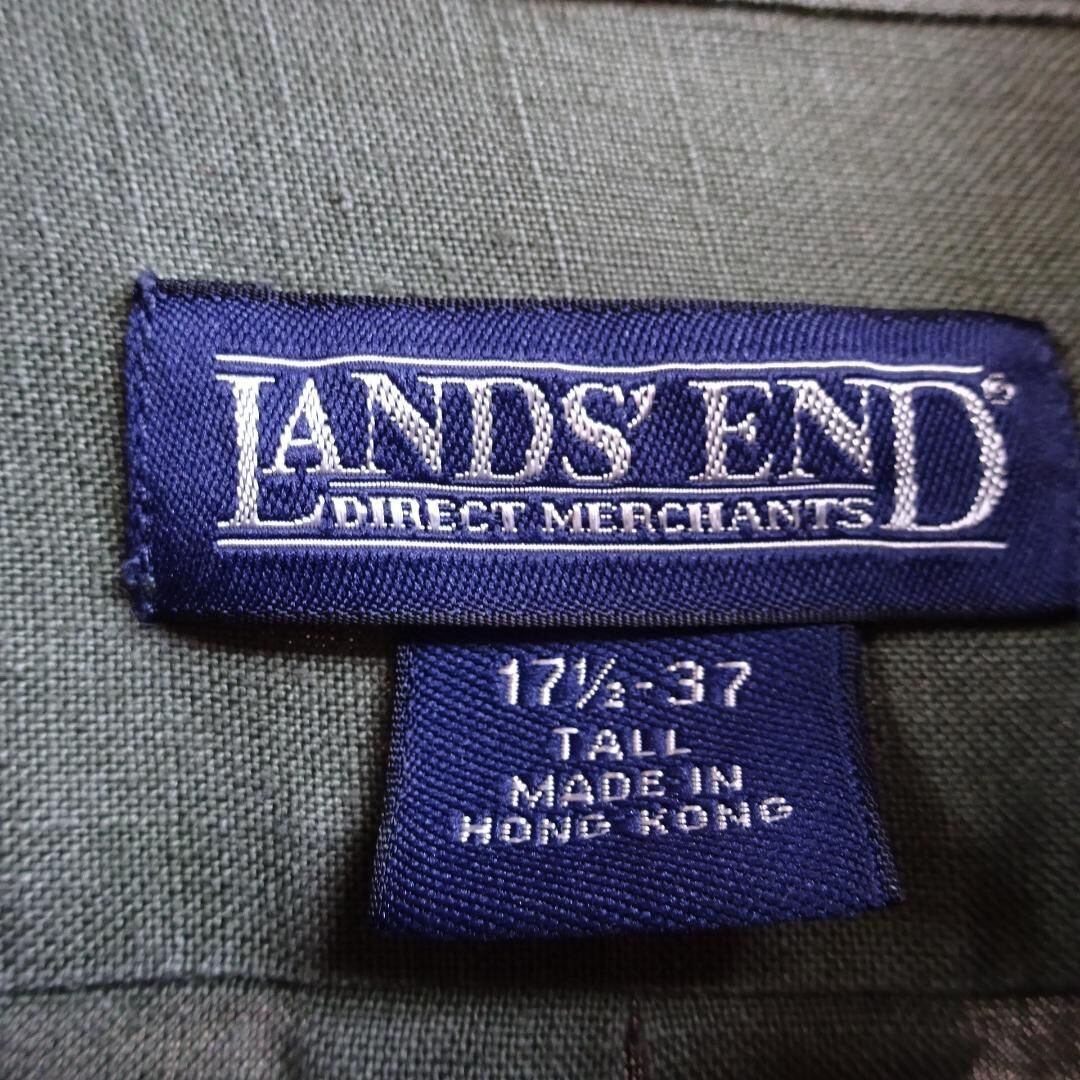 LANDS' END
DIRECT MERCHANTS
17½-37
TALL
MADE IN
HONG KONG